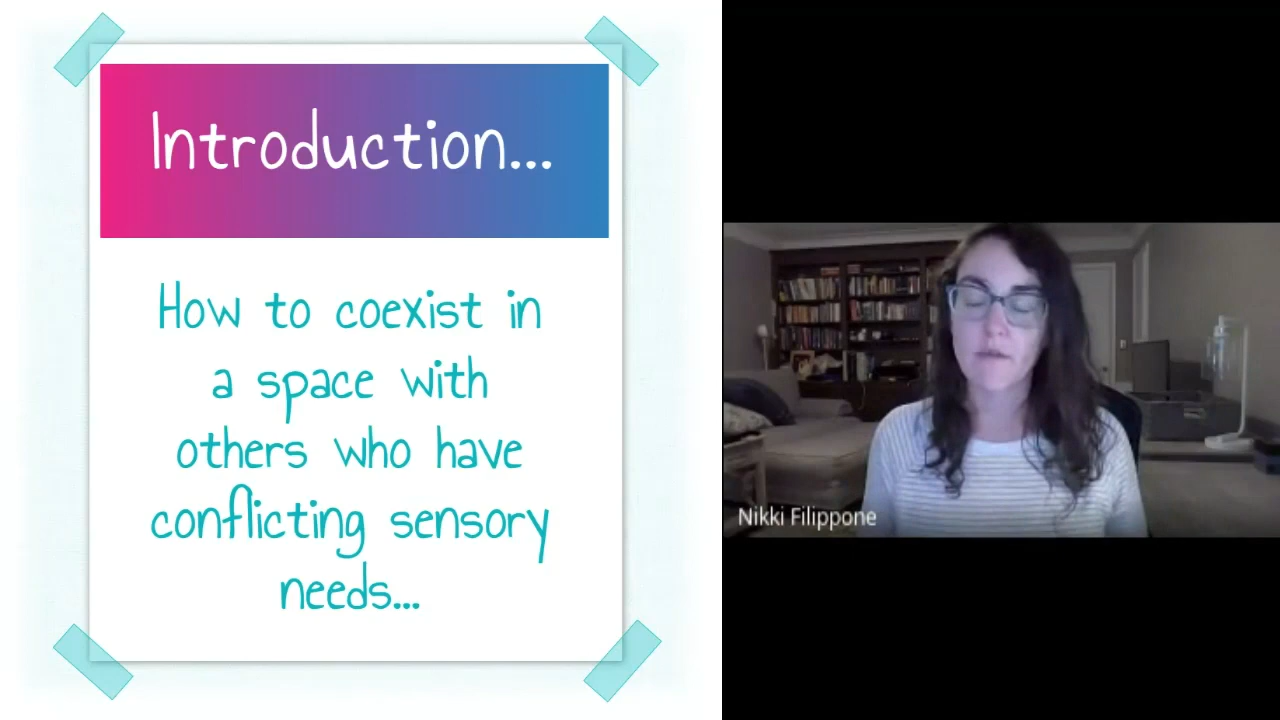 Introduction...
How to coexist in
a space with
others who have
conflicting sensory
needs...
Nikki Filippone